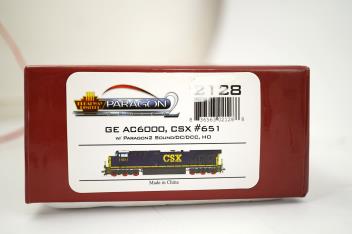 BROADWAY
LIMITED
PARAGON 2
2128
GE AC6000, CSX #651
w/ PARAGON2 SOUND/DC/DCC, HO
CSX
Made in China